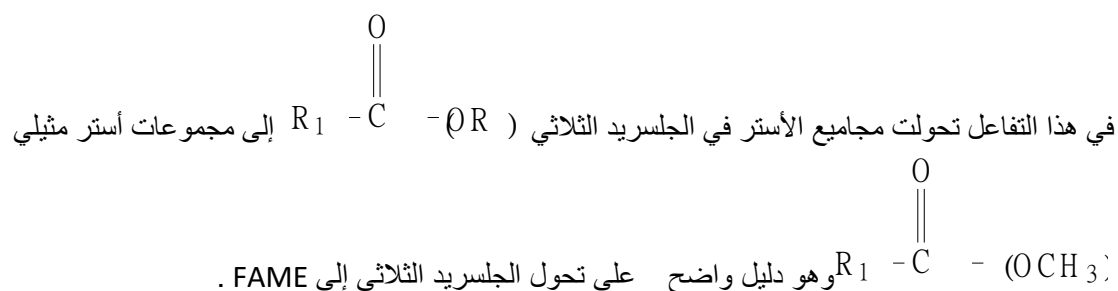 O
في هذا التفاعل تحولت مجاميع الأستر في الجلسريد الثلاثي ( R1 - C - OR) إلى مجموعات أستر مثيلي
O
R1 - C - (OCH3) وهو دليل واضح على تحول الجلسريد الثلاثي إلى FAME .